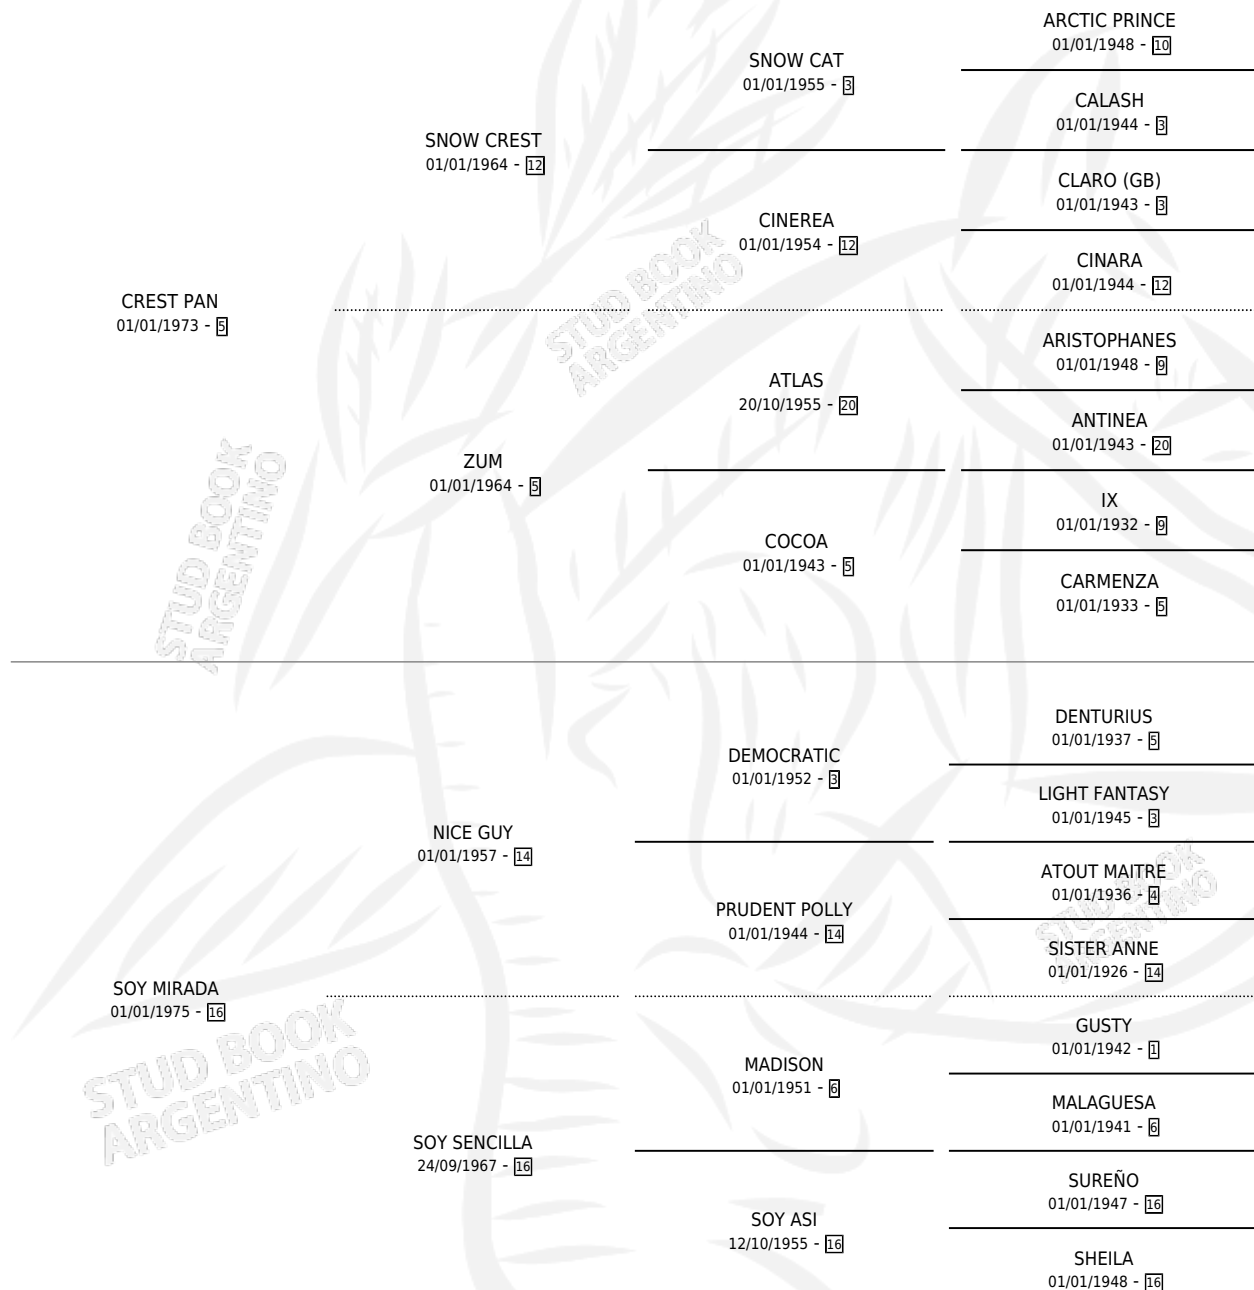 ARCTIC PRINCE
01/01/1948 - 10
SNOW CAT
01/01/1955 - 3
CALASH
01/01/1944 - 3
SNOW CREST
01/01/1964 - 12
CLARO (GB)
01/01/1943 - 3
CINEREA
01/01/1954 - 12
CINARA
01/01/1944 - 12
CREST PAN
01/01/1973 - 5
ARISTOPHANES
01/01/1948 - 9
ATLAS
20/10/1955 - 20
ANTINEA
01/01/1943 - 20
ZUM
01/01/1964 - 5
IX
01/01/1932 - 9
COCOA
01/01/1943 - 5
CARMENZA
01/01/1933 - 5
DENTURIUS
01/01/1937 - 5
DEMOCRATIC
01/01/1952 - 3
LIGHT FANTASY
01/01/1945 - 3
NICE GUY
01/01/1957 - 14
ATOUT MAITRE
01/01/1936 - 4
PRUDENT POLLY
01/01/1944 - 14
SISTER ANNE
01/01/1926 - 14
SOY MIRADA
01/01/1975 - 16
GUSTY
01/01/1942 - 1
MADISON
01/01/1951 - 6
MALAGUESA
01/01/1941 - 6
SOY SENCILLA
24/09/1967 - 16
SUREÑO
01/01/1947 - 16
SOY ASI
12/10/1955 - 16
SHEILA
01/01/1948 - 16
STUD BOOK
ARGENTINO
STUD BOOK
ARGENTINO
STUD BOOK
ARGENTINO
STUD BOOK
ARGENTINO